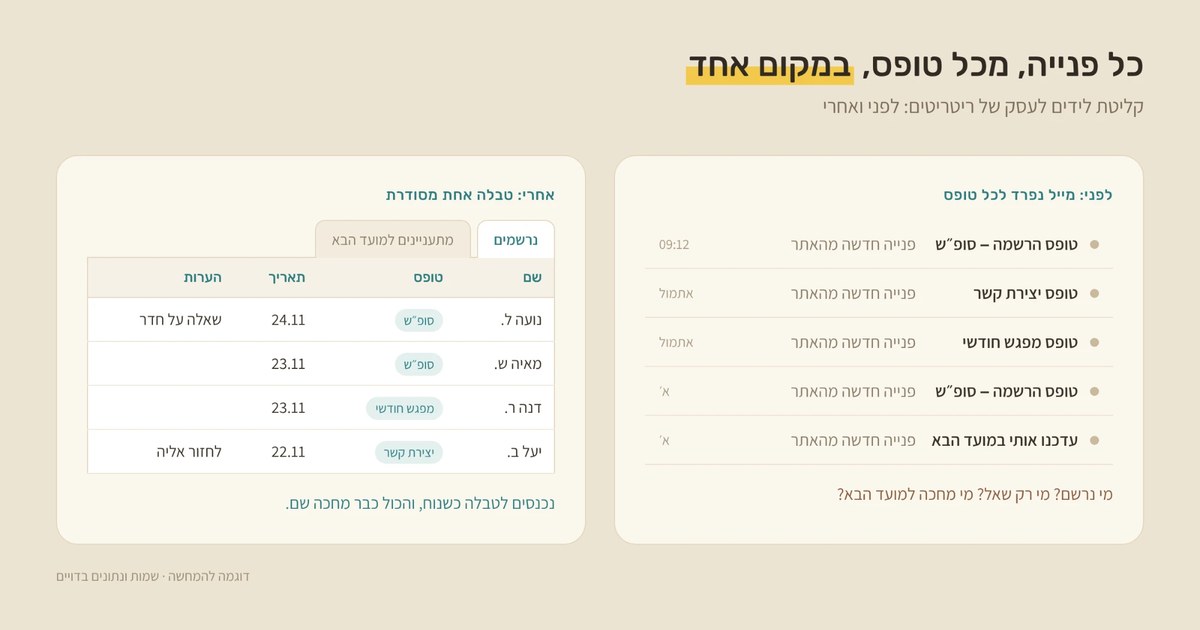 כל פנייה, מכל טופס, במקום אחד
קליטת לידים לעסק של ריטריטים: לפני ואחרי
לפני: מייל נפרד לכל טופס
טופס הרשמה – סופ״ש פנייה חדשה מהאתר 09:12
טופס יצירת קשר פנייה חדשה מהאתר אתמול
טופס מפגש חודשי פנייה חדשה מהאתר אתמול
טופס הרשמה – סופ״ש פנייה חדשה מהאתר א׳
עדכנו אותי במועד הבא פנייה חדשה מהאתר א׳
מי נרשם? מי רק שאל? מי מחכה למועד הבא?
אחרי: טבלה אחת מסודרת
נרשמים מתעניינים למועד הבא
שם טופס תאריך הערות
נועה ל. סופ״ש 24.11 שאלה על חדר
מאיה ש. סופ״ש 23.11
דנה ר. מפגש חודשי 23.11
יעל ב. יצירת קשר 22.11 לחזור אליה
נכנסים לטבלה כשנוח, והכול כבר מחכה שם.
דוגמה להמחשה · שמות ונתונים בדויים